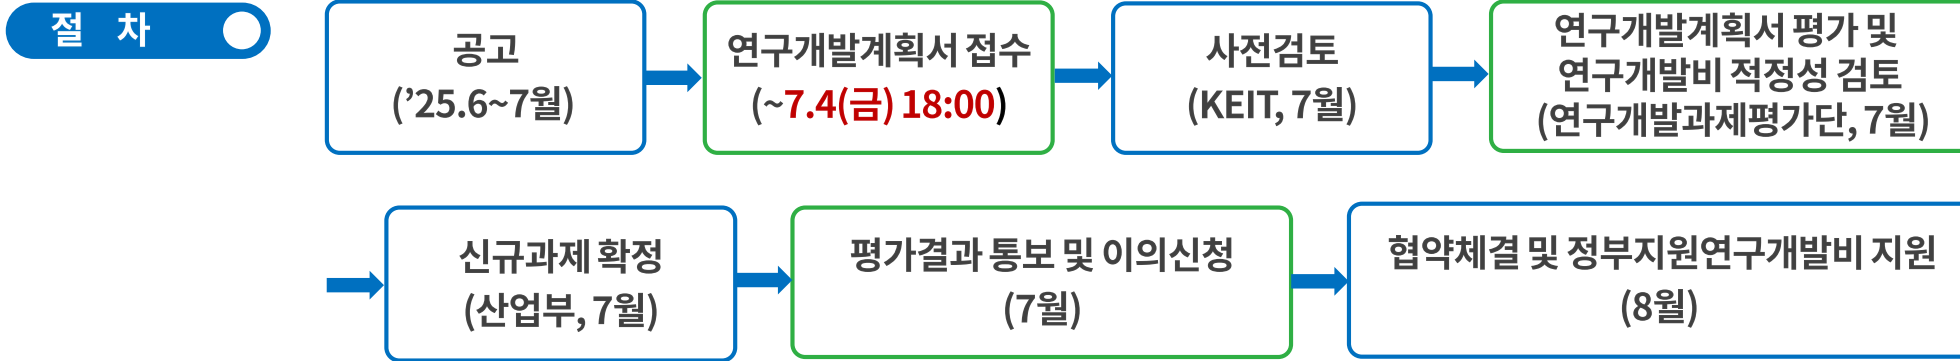 절 차
공고
('25.6~7월)
연구개발계획서 접수
(~7.4(금) 18:00)
사전검토
(KEIT, 7월)
연구개발계획서 평가 및
연구개발비 적정성 검토
(연구개발과제평가단, 7월)
신규과제 확정
(산업부, 7월)
평가결과 통보 및 이의신청
(7월)
협약체결 및 정부지원연구개발비 지원
(8월)